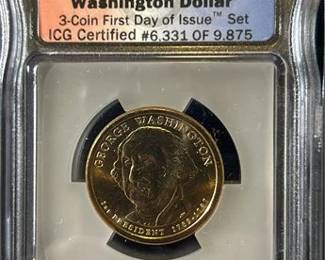 Washington Dollar
3-Coin First Day of Issue™ Set
ICG Certified #6,331 OF 9,875
GEORGE WASHINGTON
1st PRESIDENT 1789-1797